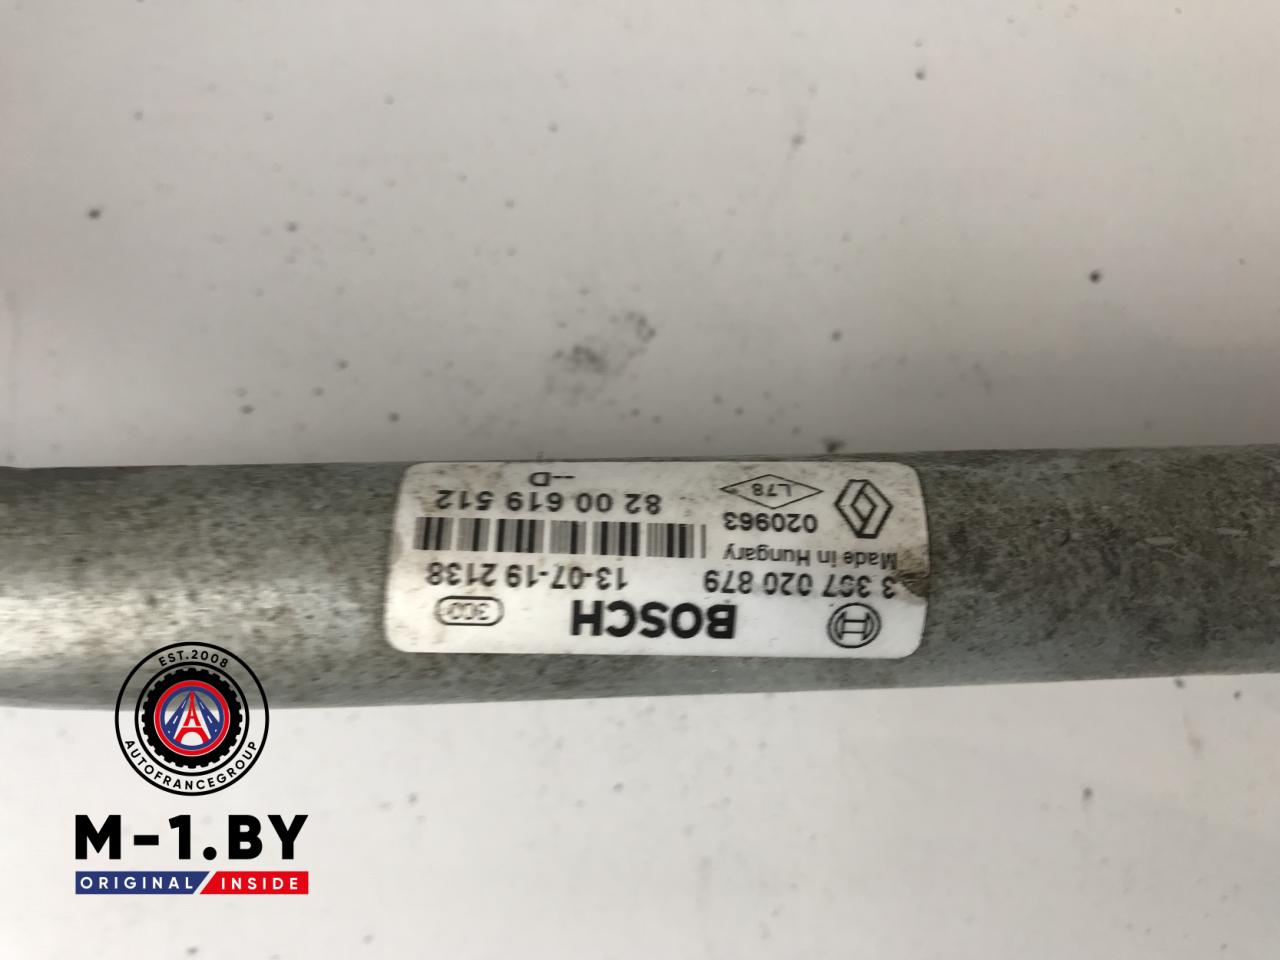 BOSCH
3CQ
3 397 020 879
13-07-19 2138
Made in Hungary
020963
L78
82 00 619 512
--D
EST.2008
AUTOFRANCEGROUP
M-1.BY
ORIGINAL / INSIDE